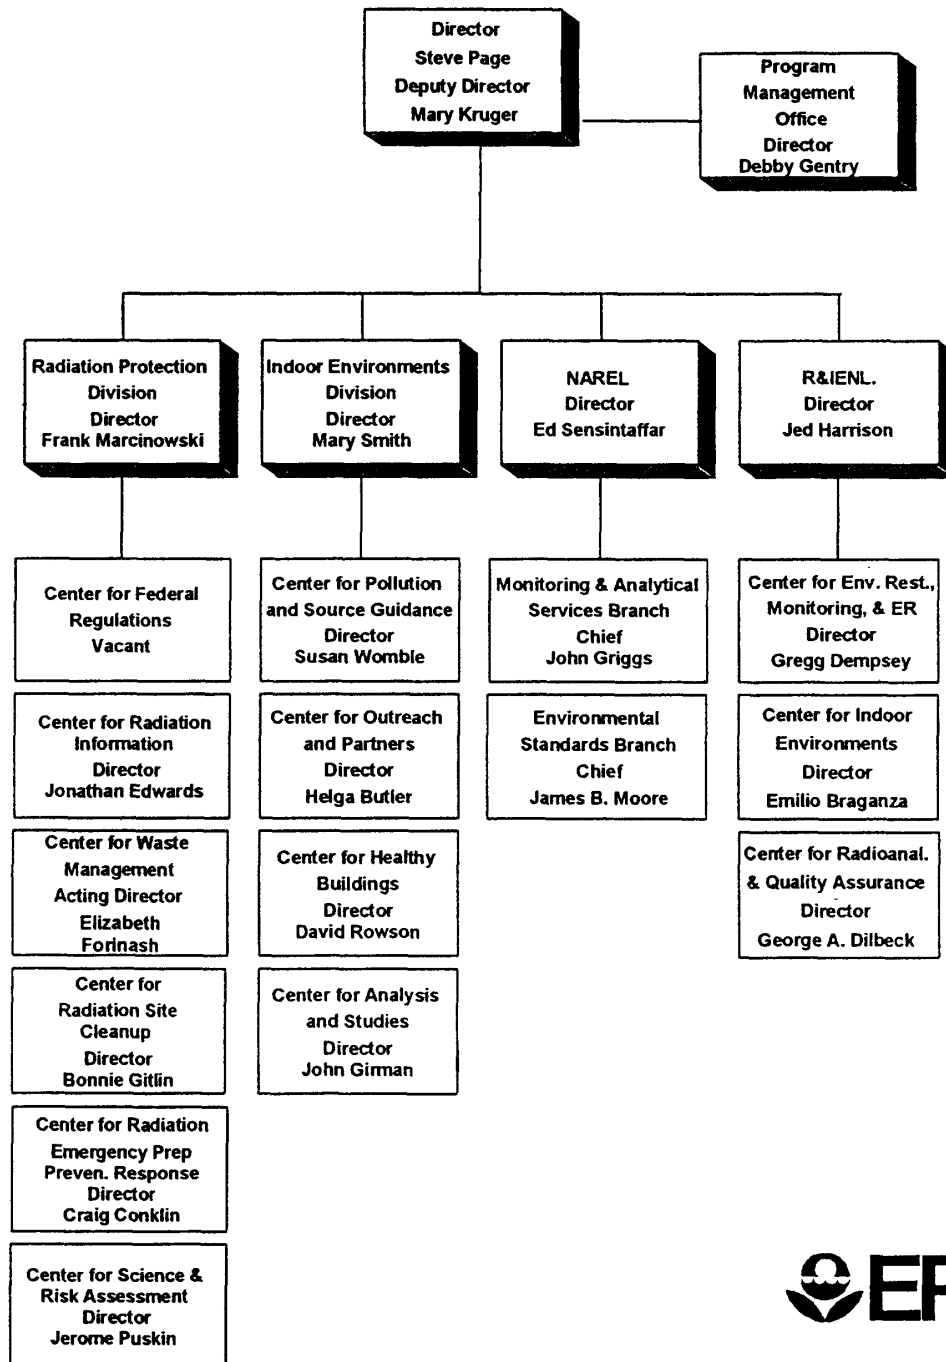 Director
Steve Page
Deputy Director
Mary Kruger
Program
Management
Office
Director
Debby Gentry
Radiation Protection
Division
Director
Frank Marcinowski
Indoor Environments
Division
Director
Mary Smith
NAREL
Director
Ed Sensintaffar
R&IENL.
Director
Jed Harrison
Center for Federal
Regulations
Vacant
Center for Radiation
Information
Director
Jonathan Edwards
Center for Waste
Management
Acting Director
Elizabeth
Forinash
Center for
Radiation Site
Cleanup
Director
Bonnie Gitlin
Center for Radiation
Emergency Prep
Preven. Response
Director
Craig Conklin
Center for Science &
Risk Assessment
Director
Jerome Puskin
Center for Pollution
and Source Guidance
Director
Susan Womble
Center for Outreach
and Partners
Director
Helga Butler
Center for Healthy
Buildings
Director
David Rowson
Center for Analysis
and Studies
Director
John Girman
Monitoring & Analytical
Services Branch
Chief
John Griggs
Environmental
Standards Branch
Chief
James B. Moore
Center for Env. Rest.,
Monitoring, & ER
Director
Gregg Dempsey
Center for Indoor
Environments
Director
Emilio Braganza
Center for Radioanal.
& Quality Assurance
Director
George A. Dilbeck
EP